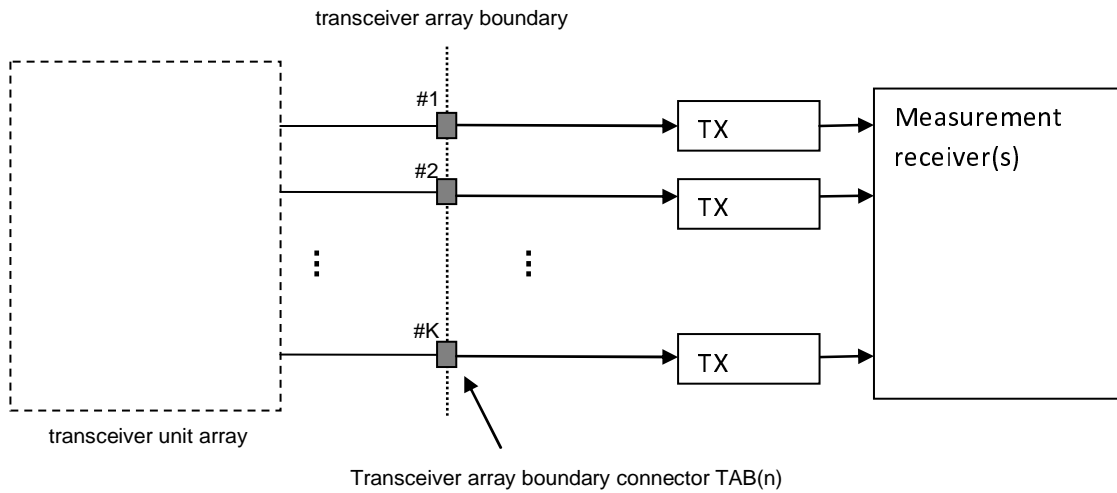 transceiver array boundary
#1
TX
Measurement
receiver(s)
#2
TX
#K
TX
transceiver unit array
Transceiver array boundary connector TAB(n)